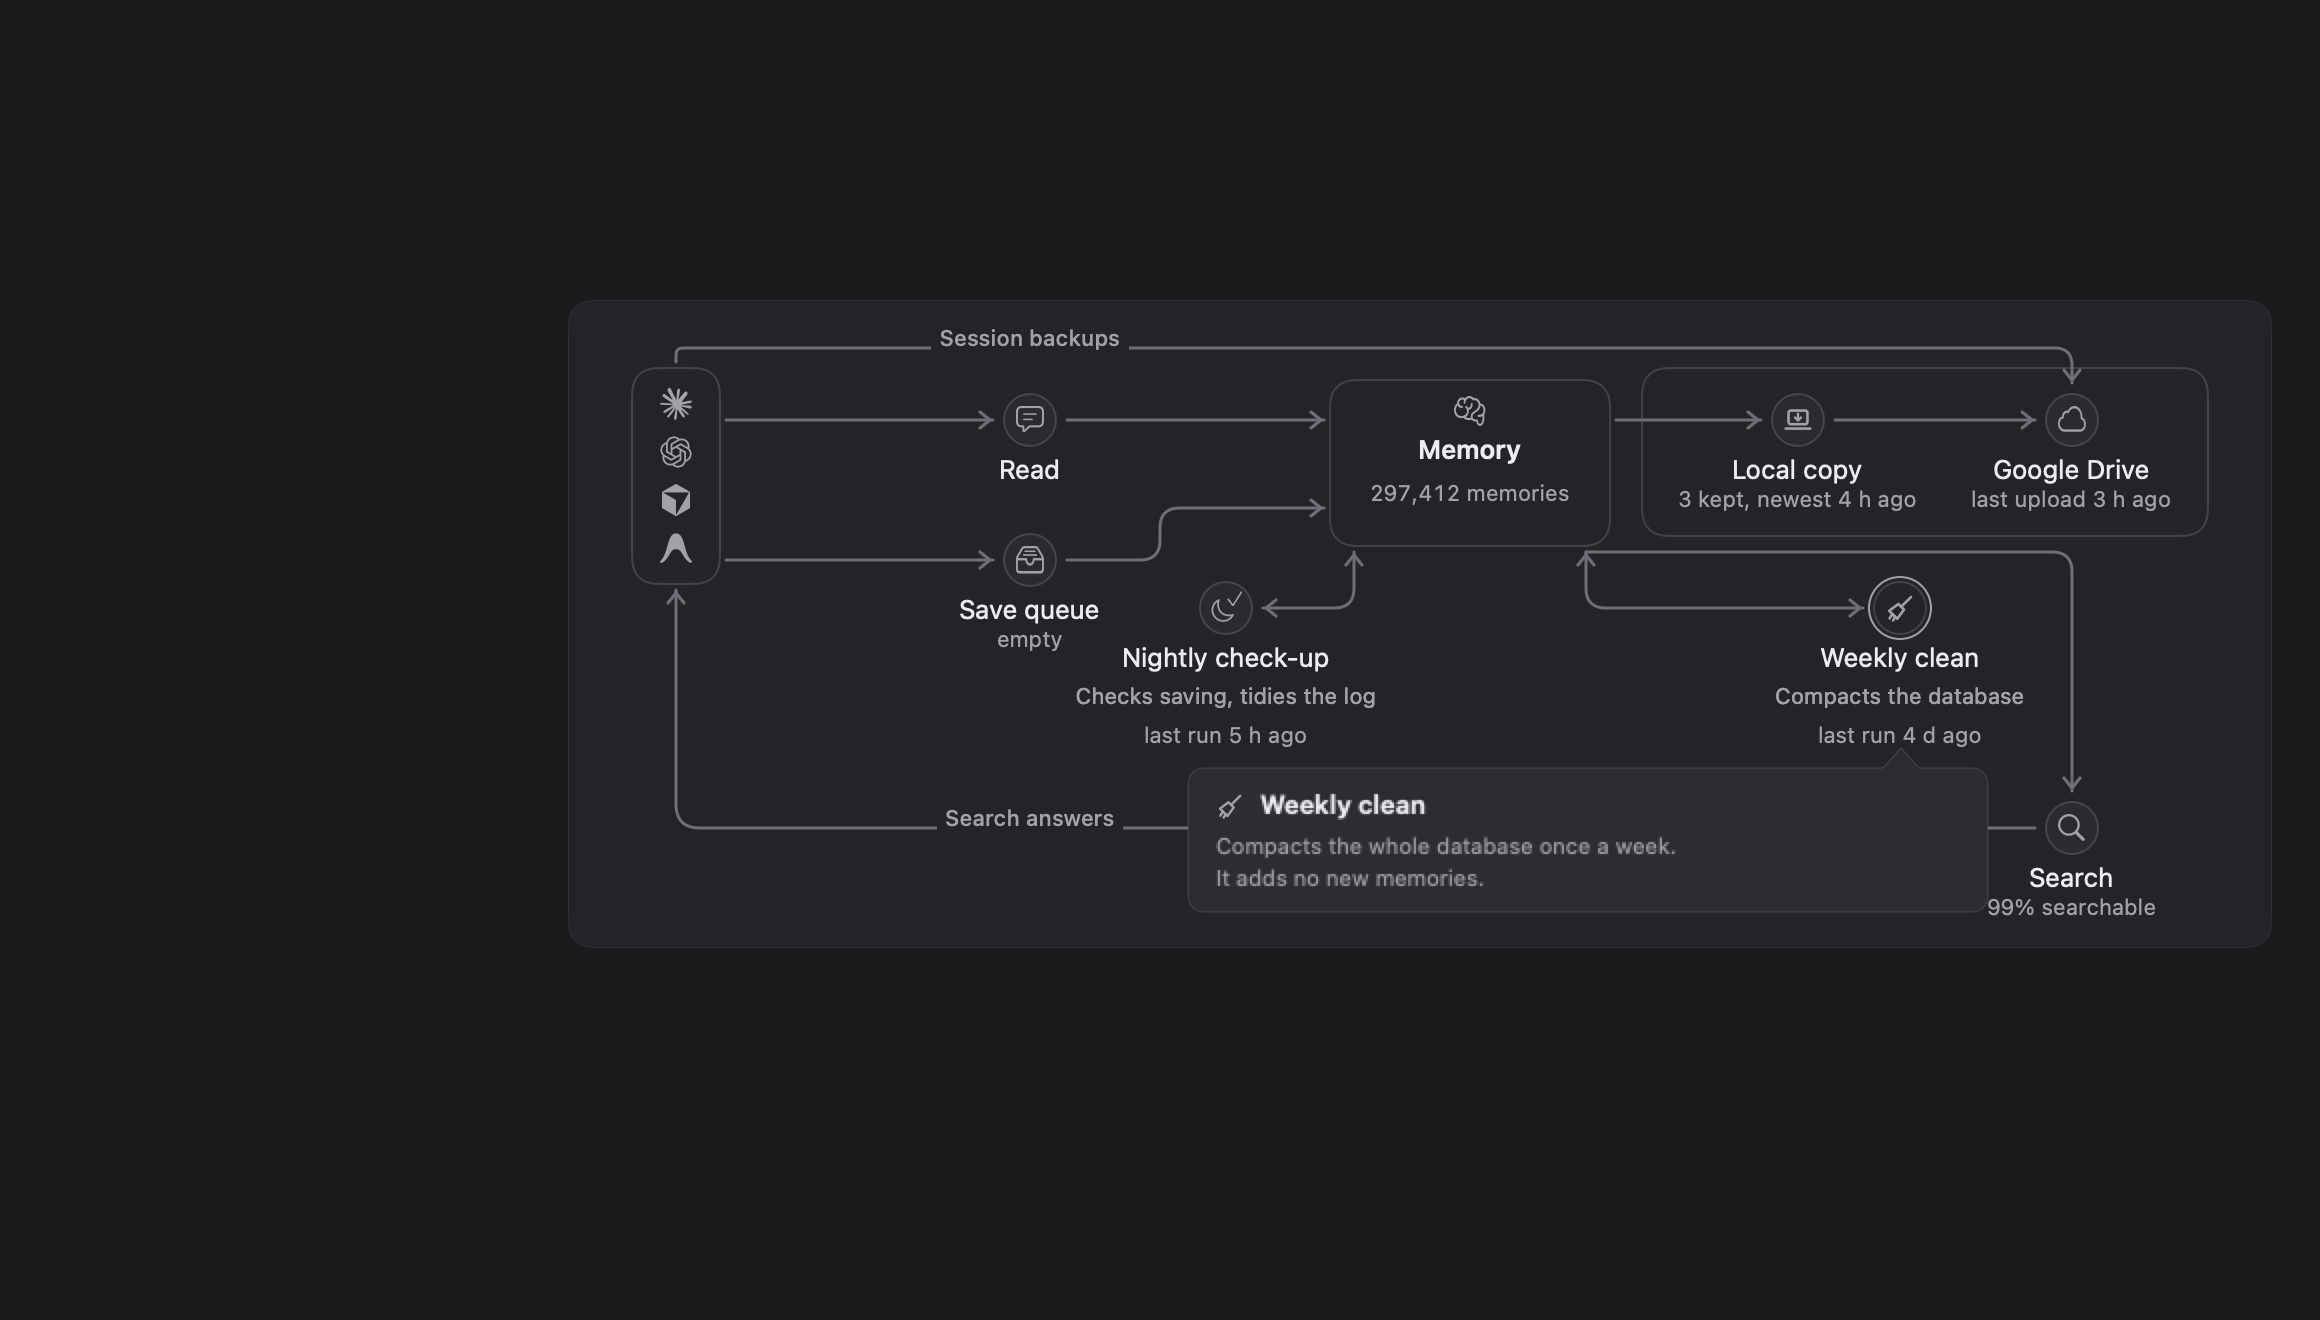 Session backups
Read
Memory
297,412 memories
Local copy
3 kept, newest 4 h ago
Google Drive
last upload 3 h ago
Save queue
empty
Nightly check-up
Checks saving, tidies the log
last run 5 h ago
Weekly clean
Compacts the database
last run 4 d ago
Search answers
Weekly clean
Compacts the whole database once a week.
It adds no new memories.
Search
99% searchable